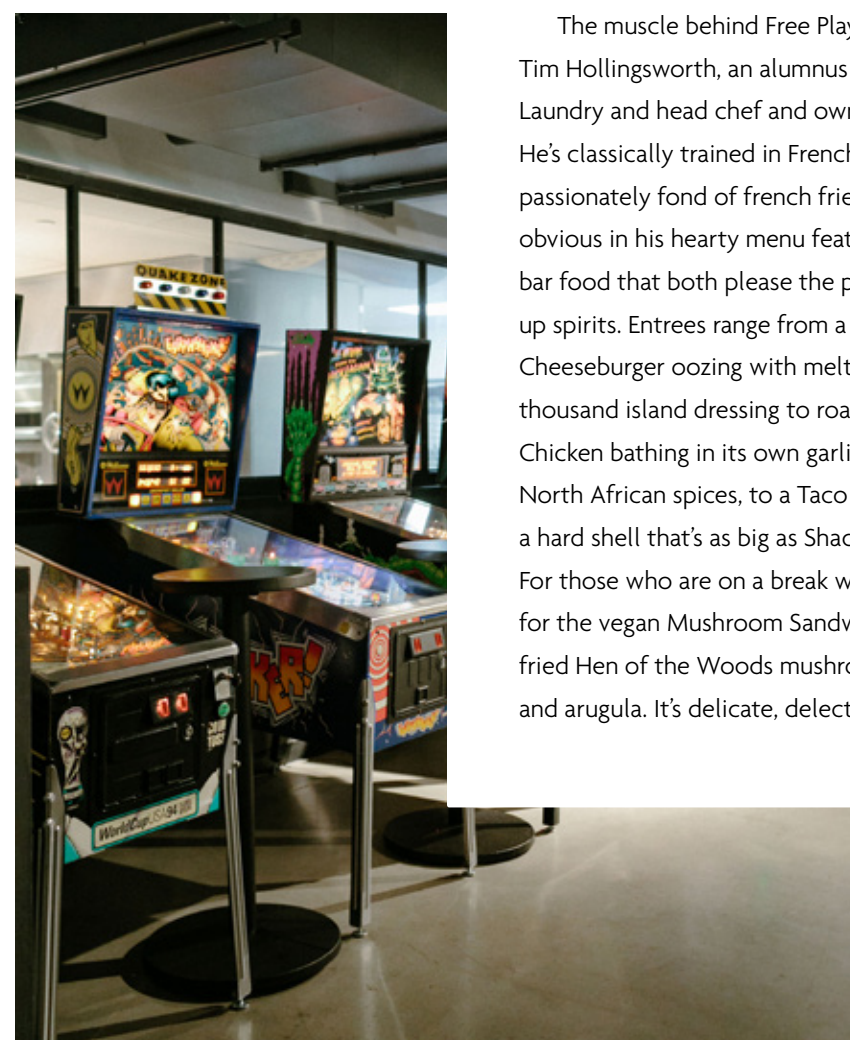 The muscle behind Free Play
Tim Hollingsworth, an alumnus
Laundry and head chef and own
He’s classically trained in French
passionately fond of french frie
obvious in his hearty menu feat
bar food that both please the p
up spirits. Entrees range from a
Cheeseburger oozing with melt
thousand island dressing to roa
Chicken bathing in its own garli
North African spices, to a Taco
a hard shell that’s as big as Shac
For those who are on a break w
for the vegan Mushroom Sandw
fried Hen of the Woods mushro
and arugula. It’s delicate, delect
QUAKE ZONE
WorldCupUSA94